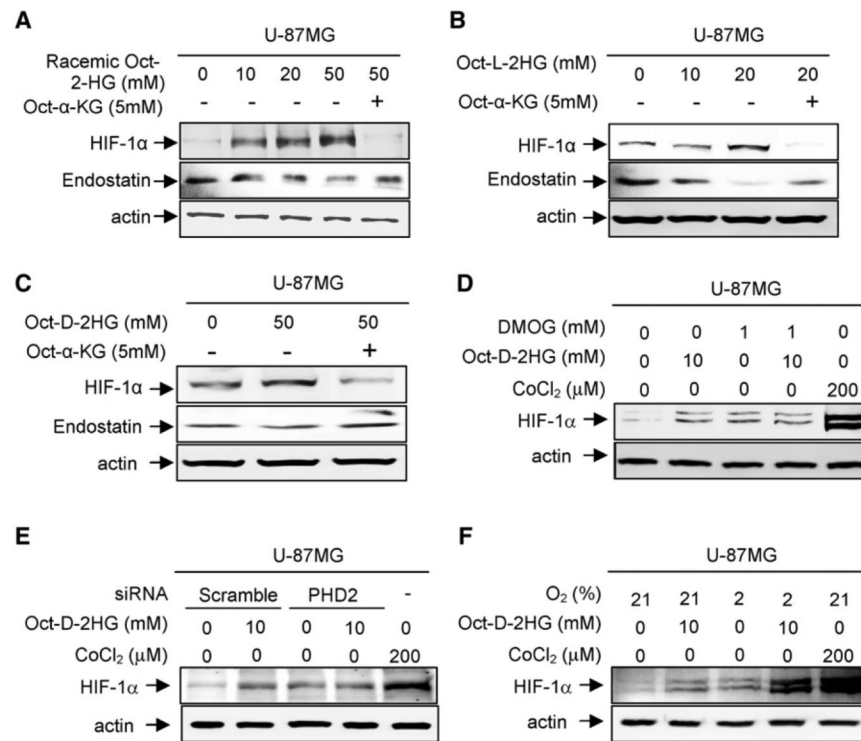 A
U-87MG
Racemic Oct-
2-HG (mM)
0 10 20 50 50
Oct-α-KG (5mM) - - - - +
HIF-1α
Endostatin
actin
B
U-87MG
Oct-L-2HG (mM) 0 10 20 20
Oct-α-KG (5mM) - - - +
HIF-1α
Endostatin
actin
C
U-87MG
Oct-D-2HG (mM) 0 50 50
Oct-α-KG (5mM) - - +
HIF-1α
Endostatin
actin
D
U-87MG
DMOG (mM) 0 0 1 1 0
Oct-D-2HG (mM) 0 10 0 10 0
CoCl₂ (μM) 0 0 0 0 200
HIF-1α
actin
E
U-87MG
siRNA Scramble PHD2 -
Oct-D-2HG (mM) 0 10 0 10 0
CoCl₂ (μM) 0 0 0 0 200
HIF-1α
actin
F
U-87MG
O₂ (%) 21 21 2 2 21
Oct-D-2HG (mM) 0 10 0 10 0
CoCl₂ (μM) 0 0 0 0 200
HIF-1α
actin